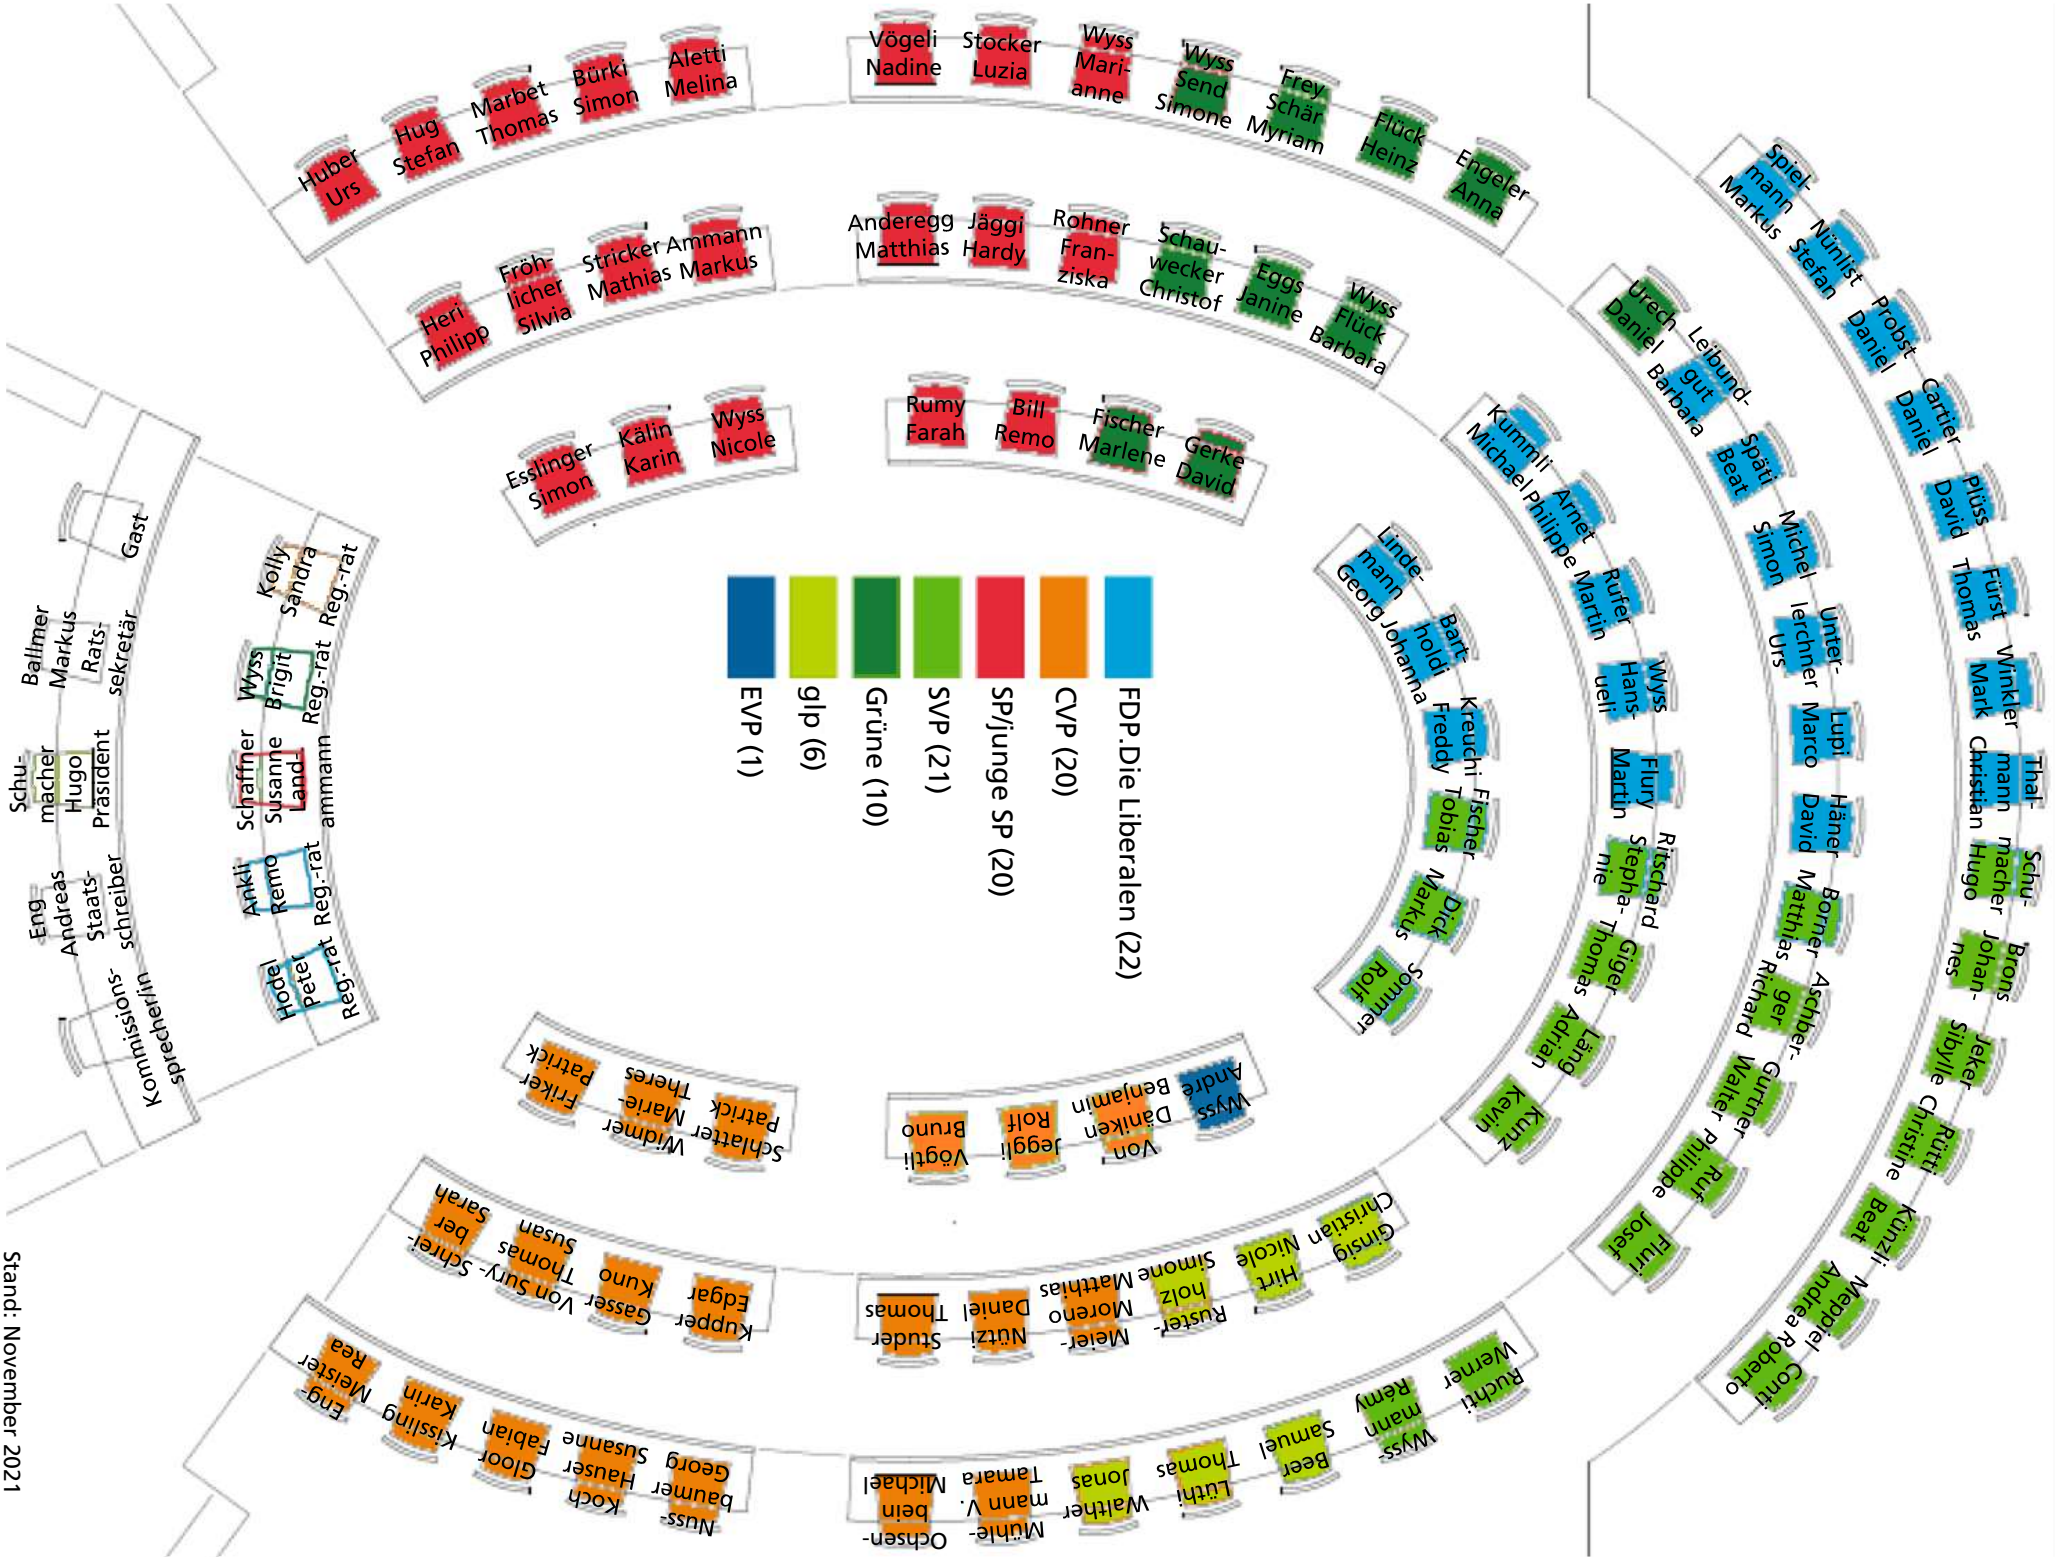 Vögeli
Nadine
Stocker
Luzia
Wyss
Mari-
anne
Wyss
Send
Simone
Frey
Schär
Myriam
Flück
Heinz
Engeler
Anna
Aletti
Melina
Bürki
Simon
Marbet
Thomas
Hug
Stefan
Huber
Urs
Anderegg
Matthias
Jäggi
Hardy
Rohner
Fran-
ziska
Schau-
wecker
Christof
Eggs
Janine
Wyss
Flück
Barbara
Ammann
Markus
Stricker
Mathias
Fröh-
licher
Silvia
Heri
Philipp
Rumy
Farah
Bill
Remo
Fischer
Marlene
Gerke
David
Wyss
Nicole
Kälin
Karin
Esslinger
Simon
Spiel-
mann
Markus
Nünlist
Stefan
Probst
Daniel
Cartier
Daniel
Plüss
David
Fürst
Thomas
Winkler
Mark
Thal-
mann
Christian
Schu-
macher
Hugo
Brons
Johan-
nes
Jeker
Sibylle
Rütti
Christine
Künzli
Beat
Meppiel
Andrea
Conti
Roberto
Urech
Daniel
Leibund-
gut
Barbara
Späti
Beat
Michel
Simon
Unter-
lerchner
Urs
Lupi
Marco
Häner
David
Borner
Matthias
Aschber-
ger
Richard
Gurtner
Walter
Ruf
Philippe
Fluri
Josef
Kummli
Michael
Arnet
Philippe
Rufer
Martin
Wyss
Hans-
ueli
Flury
Martin
Ritschard
Stepha-
nie
Giger
Thomas
Läng
Adrian
Kunz
Kevin
Linde-
mann
Georg
Bart-
holdi
Johanna
Kreuchi
Freddy
Fischer
Tobias
Dick
Markus
Sommer
Rolf
EVP (1)
glp (6)
Grüne (10)
SVP (21)
SP/junge SP (20)
CVP (20)
FDP.Die Liberalen (22)
Gast
Ballmer
Markus
Rats-
sekretär
Schu-
macher
Hugo
Präsident
Eng
Andreas
Staats-
schreiber
Kommissions-
sprecher/in
Kolly
Sandra
Reg.-rat
Wyss
Brigit
Reg.-rat
Schaffner
Susanne
Land-
ammann
Ankli
Remo
Reg.-rat
Hodel
Peter
Reg.-rat
Friker
Patrick
Widmer
Marie-
Theres
Schlatter
Patrick
Vögtli
Bruno
Jeggli
Rolf
Von
Däniken
Benjamin
Wyss
Andre
Schrei-
ber
Sarah
Von Sury-
Thomas
Susan
Gasser
Kuno
Kupper
Edgar
Studer
Thomas
Nützi
Daniel
Meier-
Moreno
Matthias
Ruster-
holz
Simone
Hirt
Nicole
Ginsig
Christian
Eng-
Meister
Rea
Kissling
Karin
Gloor
Fabian
Koch
Hauser
Susanne
Nuss-
baumer
Georg
Ochsen-
bein
Michael
Mühle-
mann V.
Tamara
Walther
Jonas
Lüthi
Thomas
Beer
Samuel
Wyss-
mann
Rémy
Ruchti
Werner
Stand: November 2021